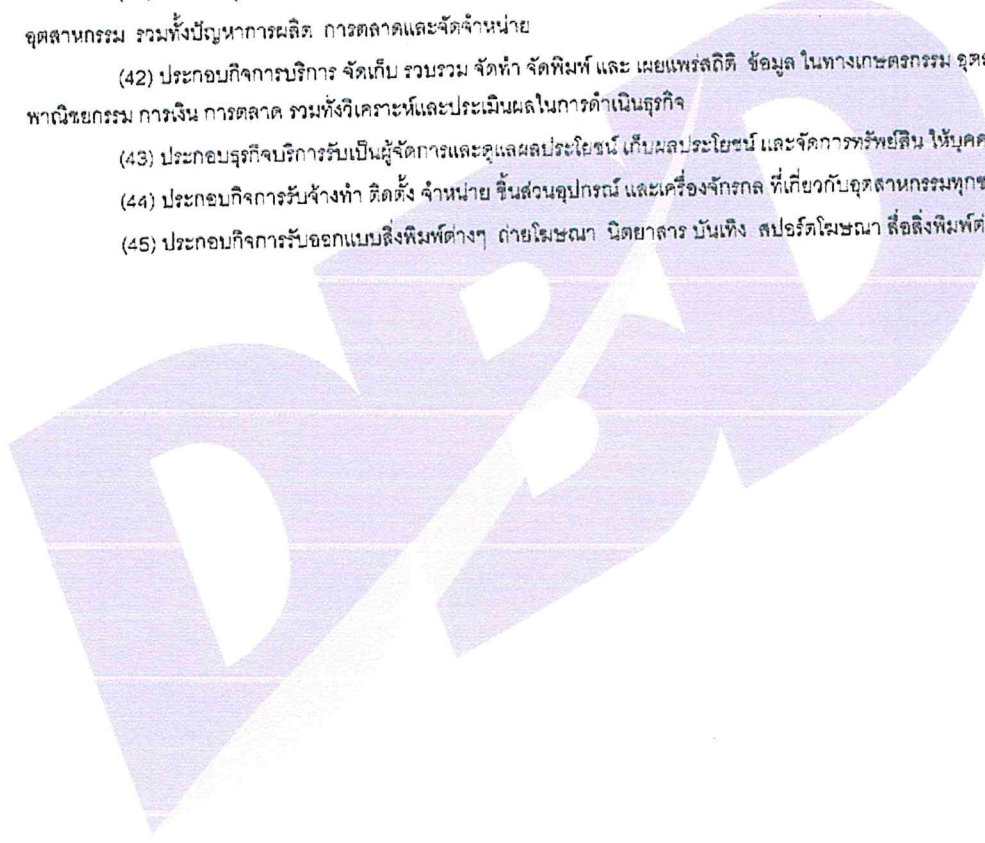 อุตสาหกรรม รวมทั้งปัญหาการผลิต การตลาดและจัดจำหน่าย
(42) ประกอบกิจการบริการ จัดเก็บ รวบรวม จัดทำ จัดพิมพ์ และ เผยแพร่สถิติ ข้อมูล ในทางเกษตรกรรม
พาณิชยกรรม การเงิน การตลาด รวมทั้งวิเคราะห์และประเมินผลในการดำเนินธุรกิจ
(43) ประกอบธุรกิจบริการรับเป็นผู้จัดการและดูแลผลประโยชน์ เก็บผลประโยชน์ และจัดการทรัพย์สิน ให้
(44) ประกอบกิจการรับจ้างทำ ติดตั้ง จำหน่าย ชิ้นส่วนอุปกรณ์ และเครื่องจักรกล ที่เกี่ยวกับอุตสาหกรรมทุก
(45) ประกอบกิจการรับออกแบบสิ่งพิมพ์ต่างๆ ถ่ายโฆษณา นิตยาสาร บันเทิง สปอร์ตโฆษณา สื่อสิ่งพิมพ์
DBD